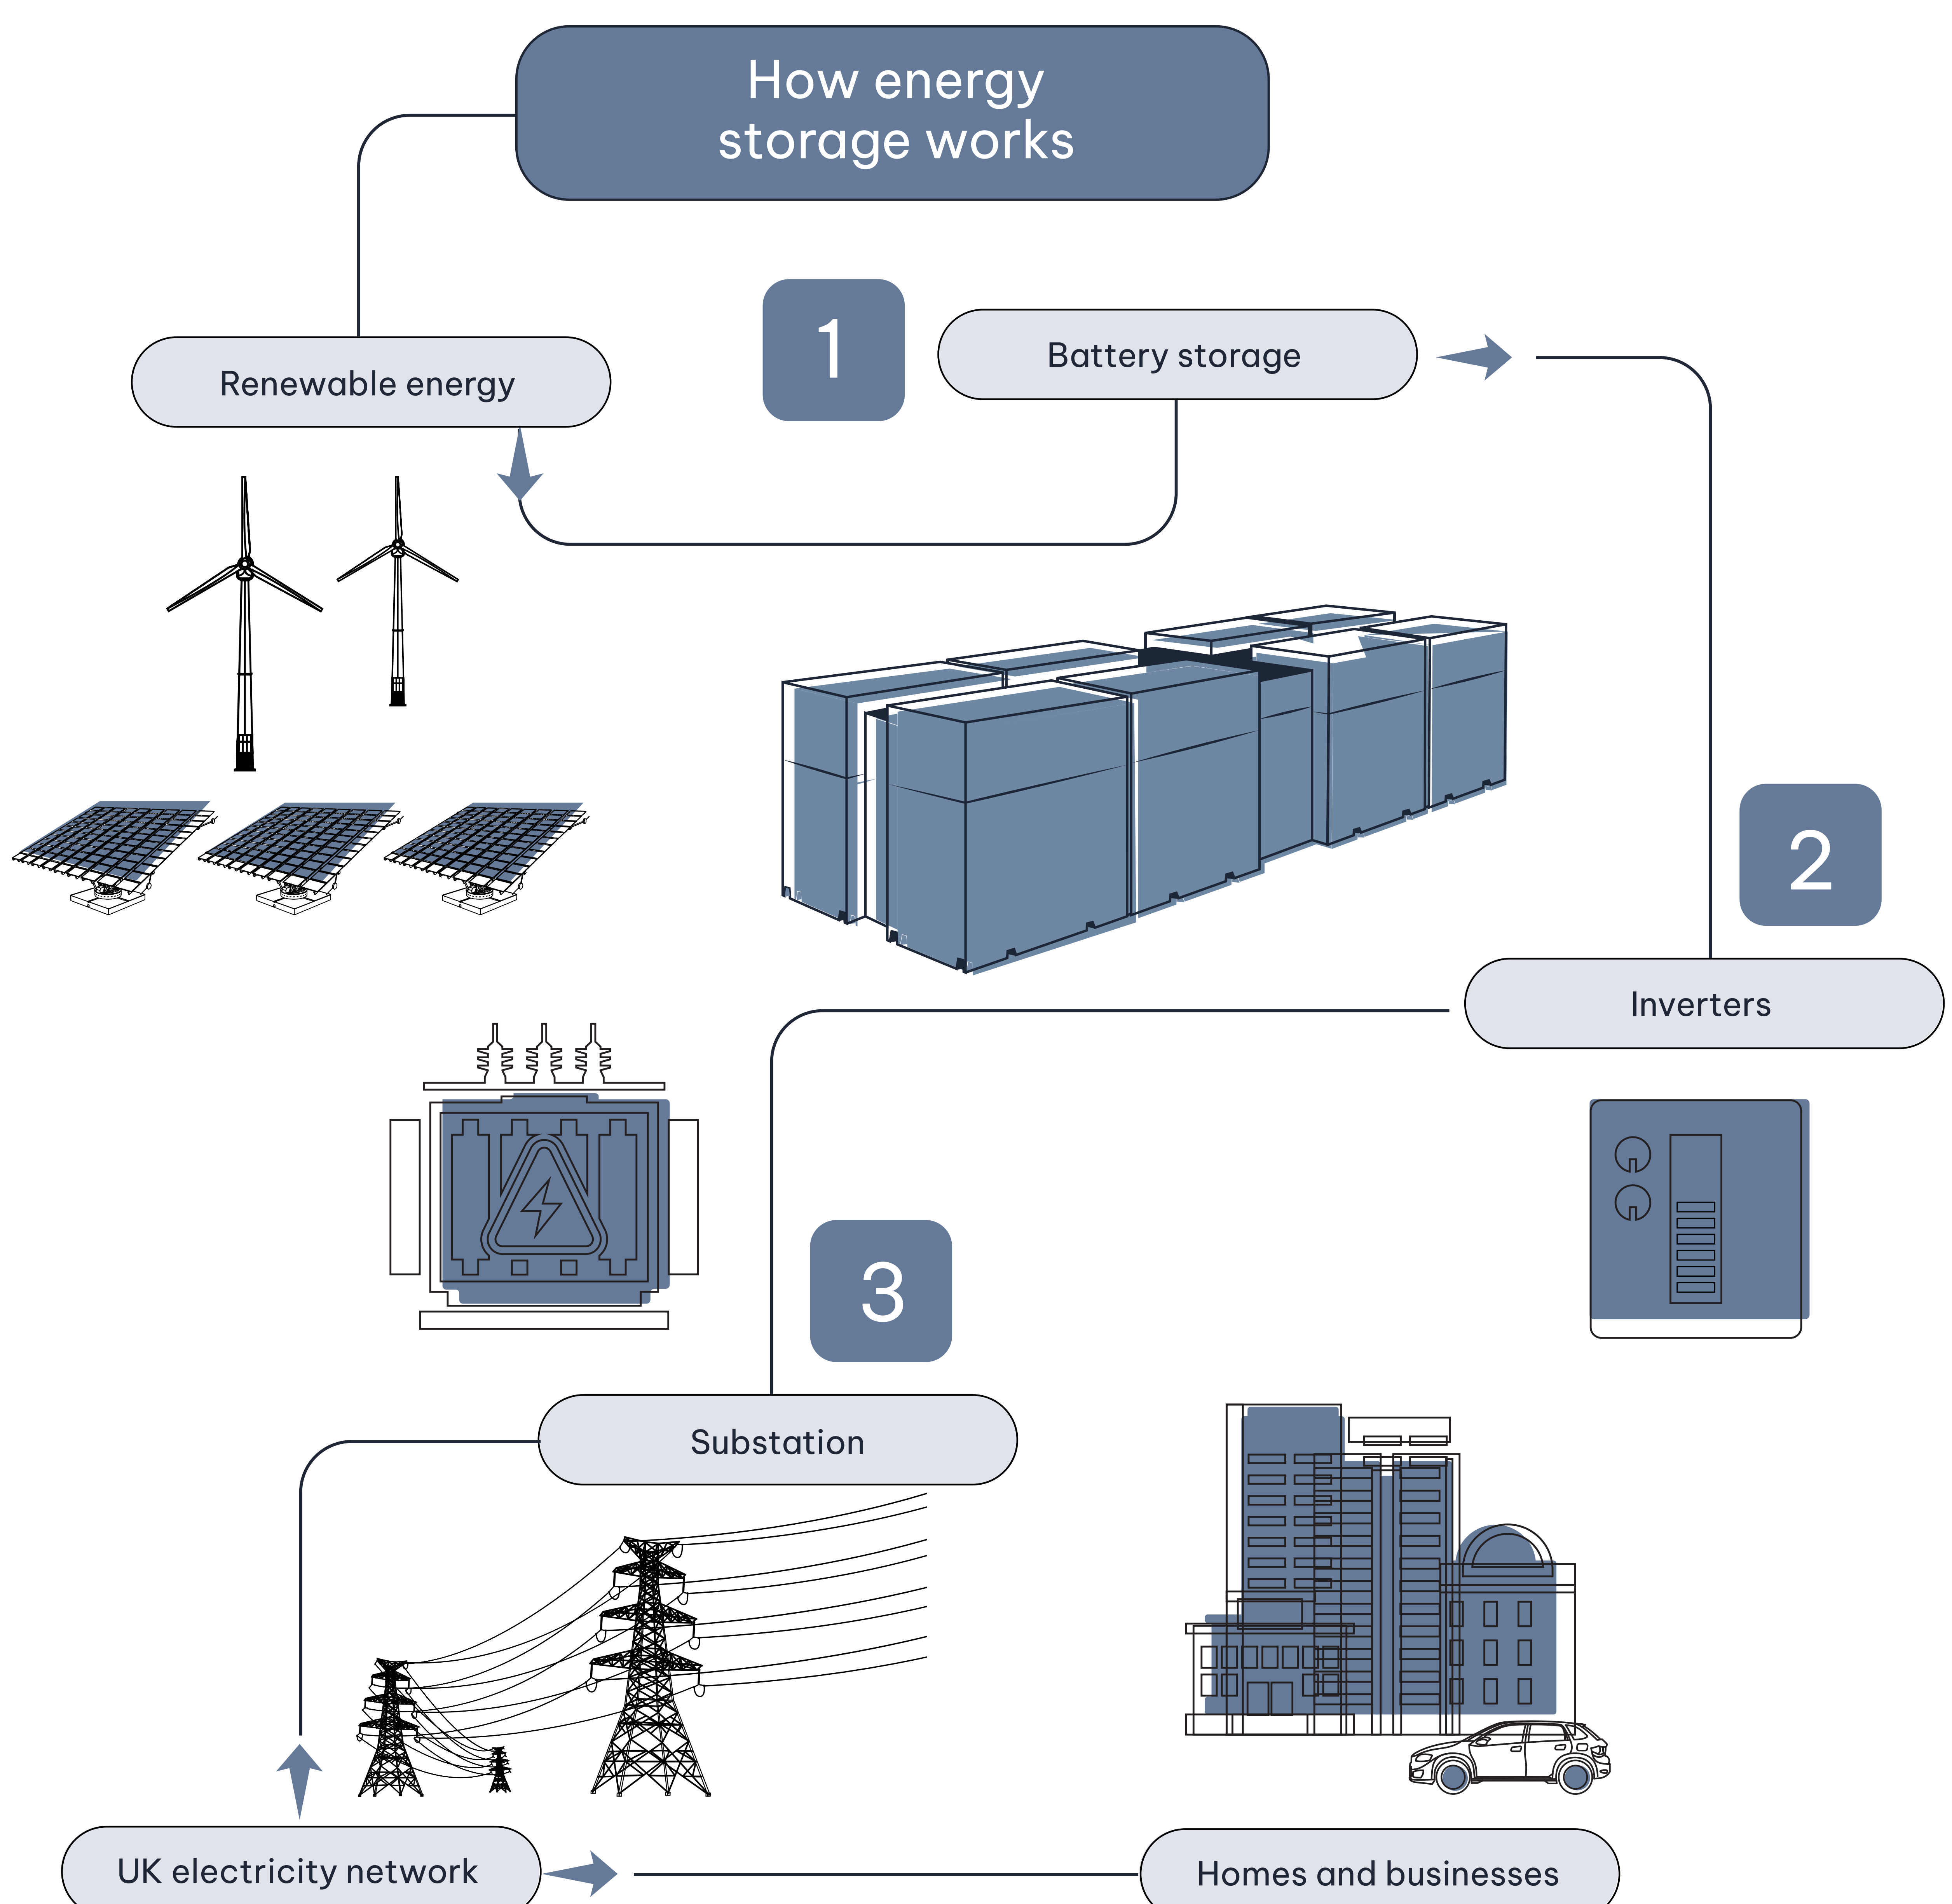 How energy
storage works
1
Battery storage
Renewable energy
2
Inverters
3
Substation
UK electricity network
Homes and businesses